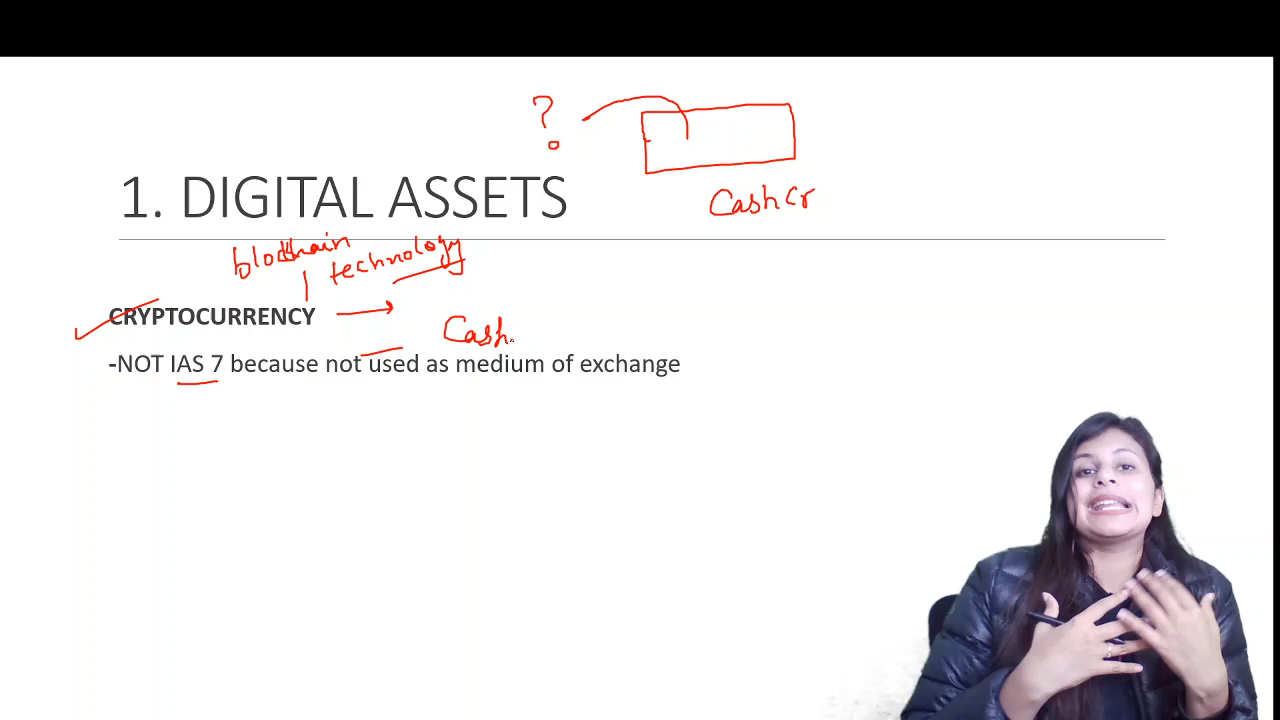 ?
Cash Cr
1. DIGITAL ASSETS
blockchain
technology
CRYPTOCURRENCY
Cash
-NOT IAS 7 because not used as medium of exchange